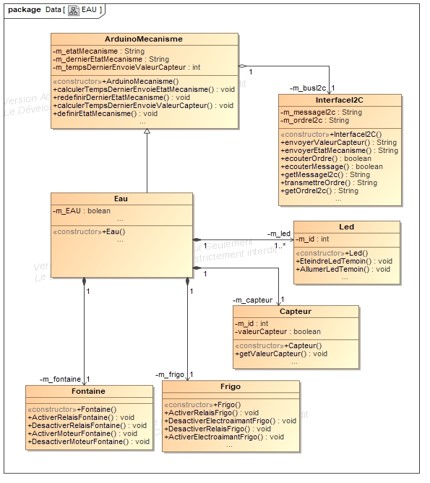 package Data [ EAU ]
ArduinoMecanisme
-m_etatMecanisme : String
-m_dernierEtatMecanisme : String
-m_tempsDernierEnvoieValeurCapteur : int
«constructor»+ArduinoMecanisme()
+calculerTempsDernierEnvoieEtatMecanisme() : void
+redefinirDernierEtatMecanisme() : void
+calculerTempsDernierEnvoieValeurCapteur() : void
+definirEtatMecanisme() : void
...
1
-m_busI2c
1
InterfaceI2C
-m_messageI2c : String
-m_ordreI2c : String
«constructor»+InterfaceI2C()
+envoyerValeurCapteur() : String
+envoyerEtatMecanisme() : String
+ecouterOrdre() : boolean
+ecouterMessage() : boolean
+getMessageI2c() : String
+transmettreOrdre() : String
+getOrdreI2c() : String
...
Eau
-m_EAU : boolean
...
«constructor»+Eau()
...
1
-m_led
1..*
Led
-m_id : int
«constructor»+Led()
+EteindreLedTemoin() : void
+AllumerLedTemoin() : void
...
1
-m_capteur
1
Capteur
-m_id : int
-valeurCapteur : boolean
«constructor»+Capteur()
+getValeurCapteur() : void
...
1
1
-m_fontaine
1
-m_frigo
1
Fontaine
«constructor»+Fontaine()
+ActiverRelaisFontaine() : void
+DesactiverRelaisFontaine() : void
+ActiverMoteurFontaine() : void
+DesactiverMoteurFontaine() : void
Frigo
«constructor»+Frigo()
+ActiverRelaisFrigo() : void
+DesactiverElectroaimantFrigo() : void
+DesactiverRelaisFrigo() : void
+ActiverElectroaimantFrigo() : void
...